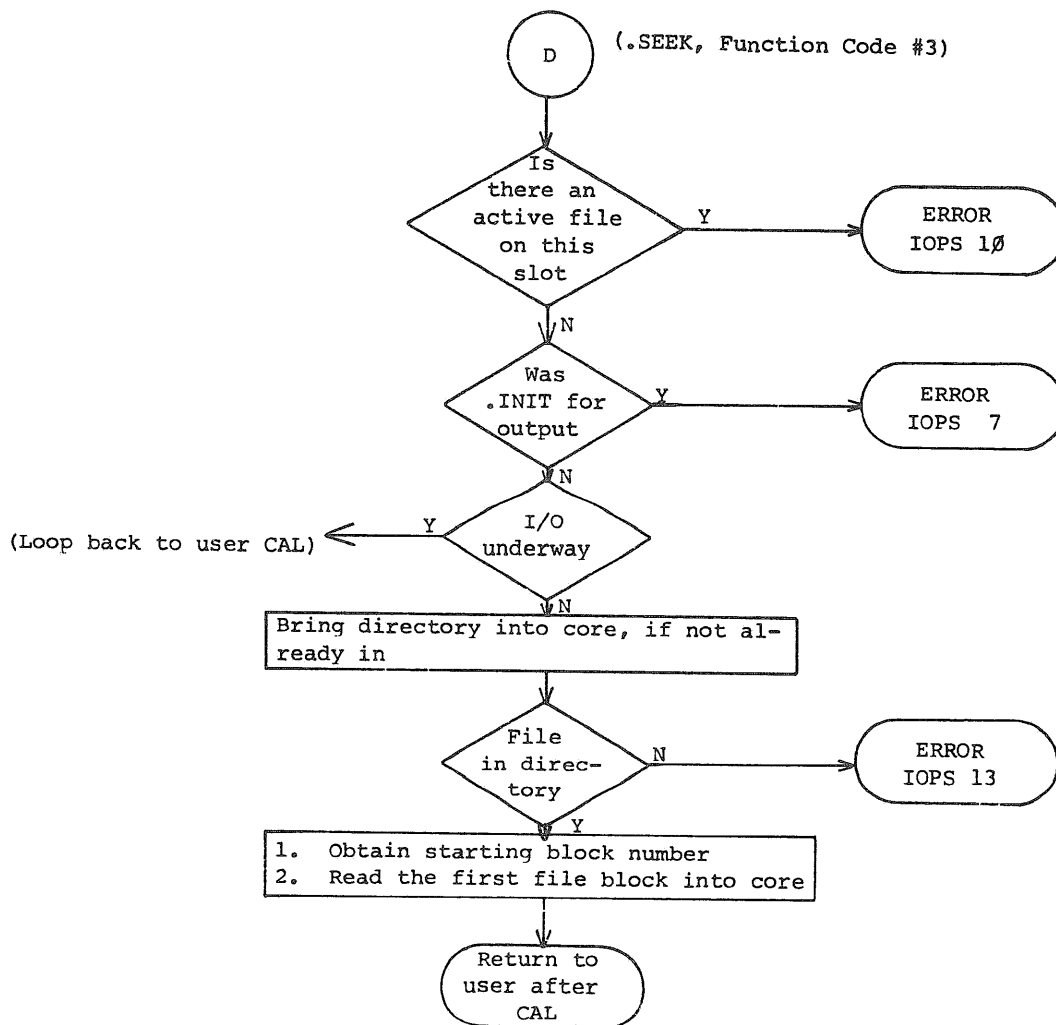 D
(.SEEK, Function Code #3)
Is
there an
active file
on this
slot
Y
ERROR
IOPS 1Ø
N
Was
.INIT for
output
Y
ERROR
IOPS 7
N
(Loop back to user CAL)
Y
I/O
underway
N
Bring directory into core, if not al-
ready in
File
in direc-
tory
N
ERROR
IOPS 13
Y
1. Obtain starting block number
2. Read the first file block into core
Return to
user after
CAL